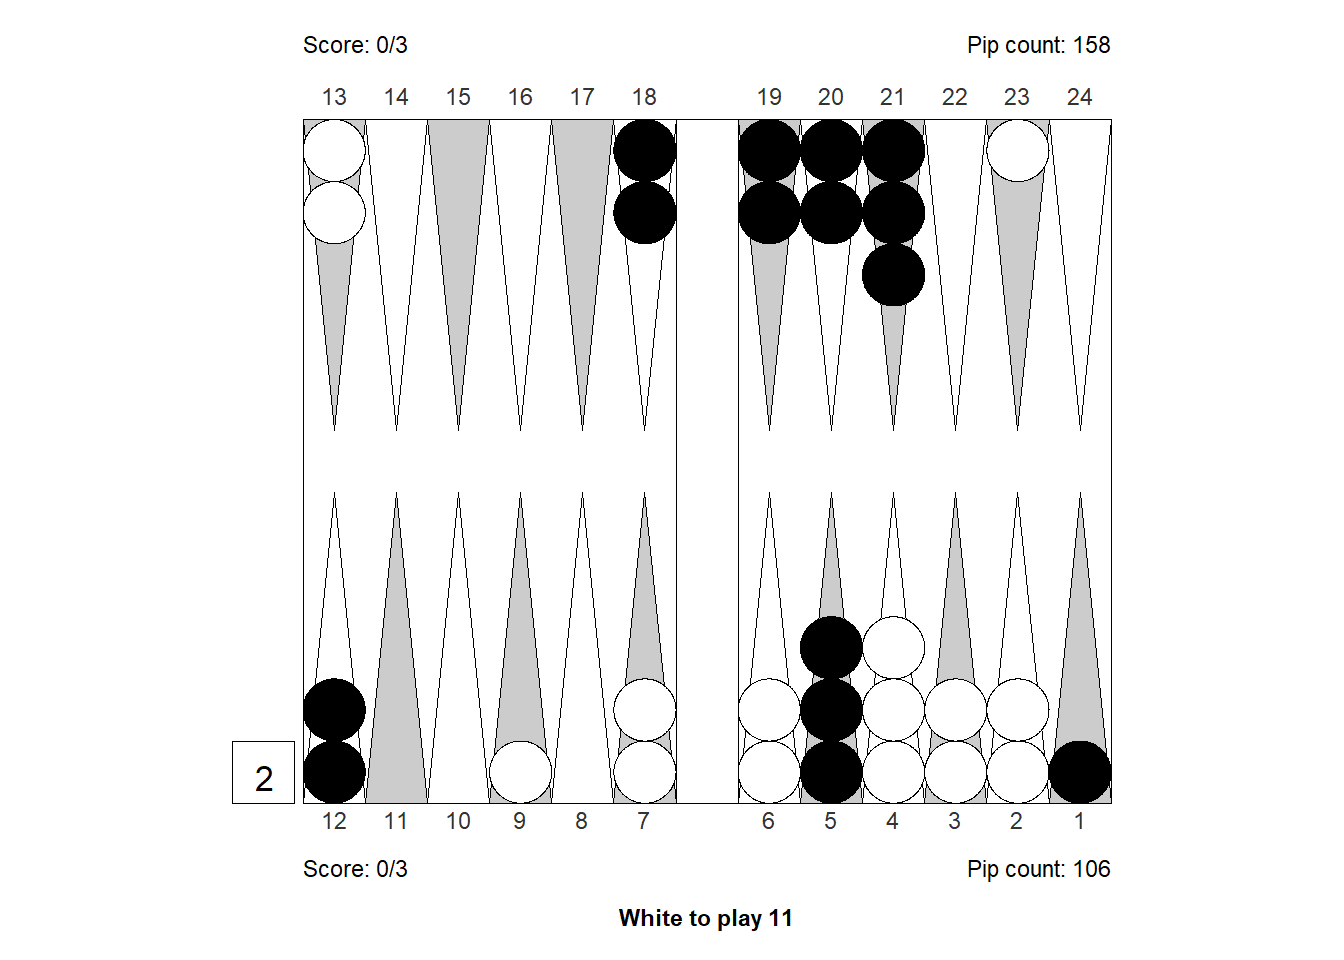 Score: 0/3 Pip count: 158
13 14 15 16 17 18 19 20 21 22 23 24
2
12 11 10 9 8 7 6 5 4 3 2 1
Score: 0/3 Pip count: 106
White to play 11